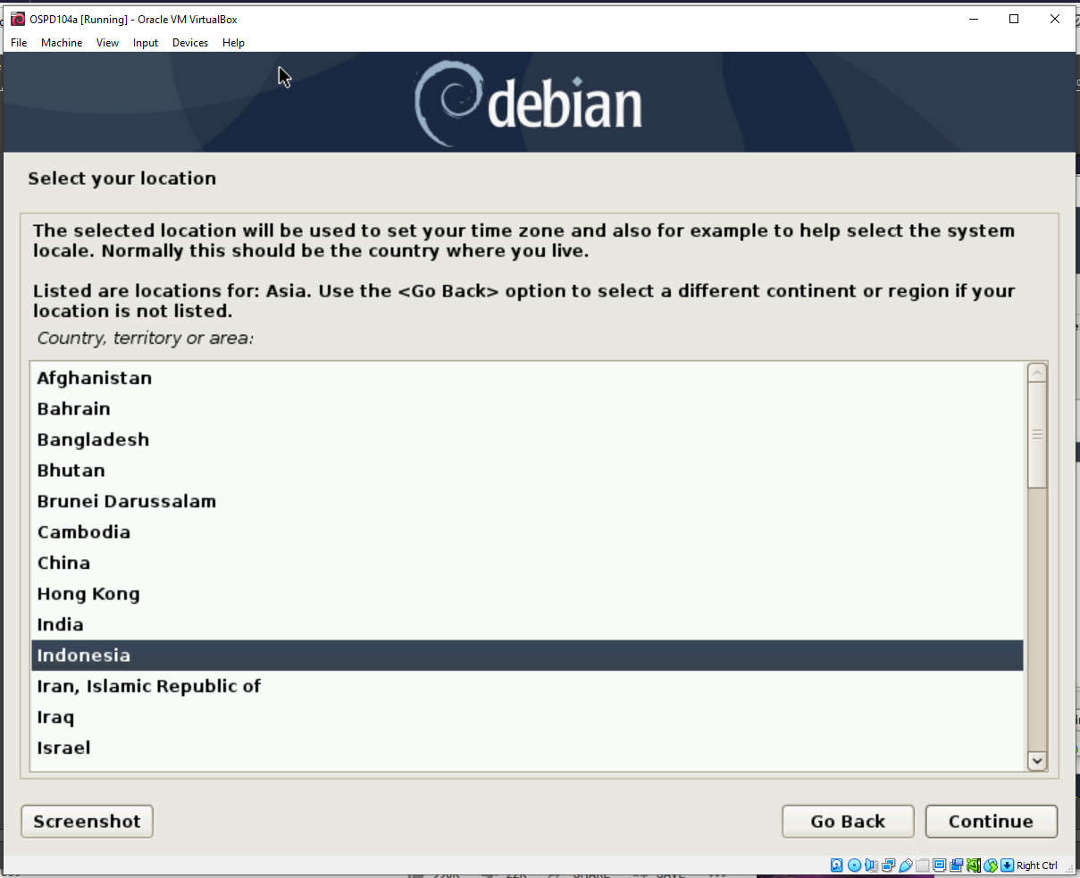 OSPD104a [Running] - Oracle VM VirtualBox
File Machine View Input Devices Help
debian
Select your location
The selected location will be used to set your time zone and also for example to help select the system
locale. Normally this should be the country where you live.
Listed are locations for: Asia. Use the <Go Back> option to select a different continent or region if your
location is not listed.
Country, territory or area:
Afghanistan
Bahrain
Bangladesh
Bhutan
Brunei Darussalam
Cambodia
China
Hong Kong
India
Indonesia
Iran, Islamic Republic of
Iraq
Israel
Screenshot Go Back Continue
Right Ctrl